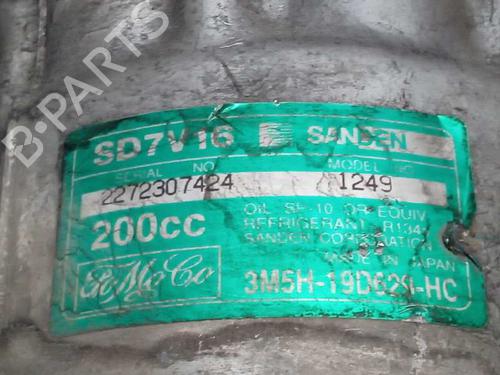 B-PARTS
SD7V16 SANDEN
SERIAL NO MODEL NO
2272307424 1249
200cc
OIL SP-10 OR EQUIV
REFRIGERANT R134
SANDEN CORPORATION
MADE IN JAPAN
FoMoCo 3M5H-19D629-HC